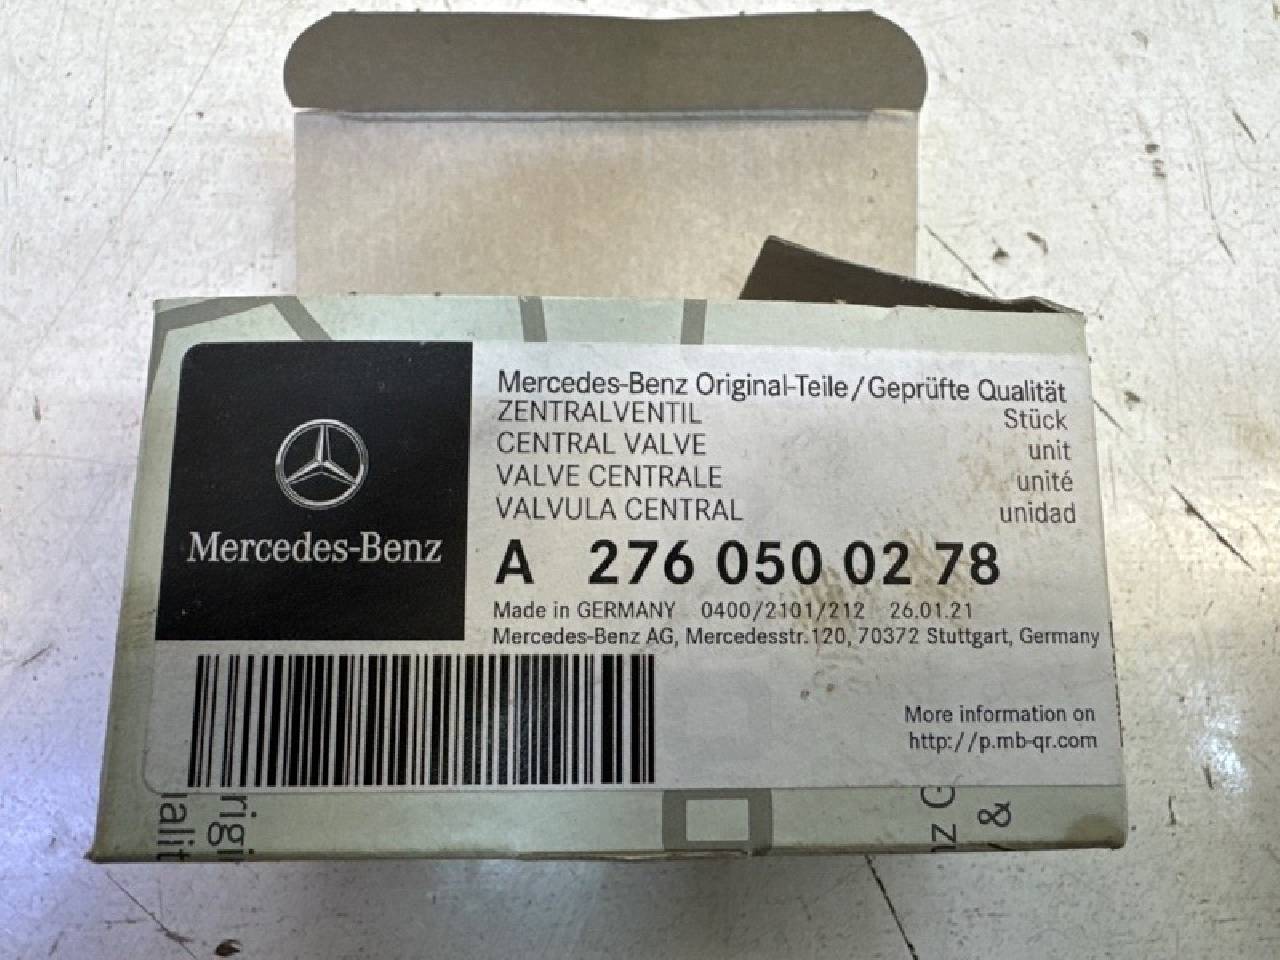 Mercedes-Benz Original-Teile/Geprüfte Qualität
ZENTRALVENTIL Stück
CENTRAL VALVE unit
VALVE CENTRALE unité
VALVULA CENTRAL unidad
Mercedes-Benz
A 276 050 02 78
Made in GERMANY 0400/2101/212 26.01.21
Mercedes-Benz AG, Mercedesstr.120, 70372 Stuttgart, Germany
More information on
http://p.mb-qr.com
&